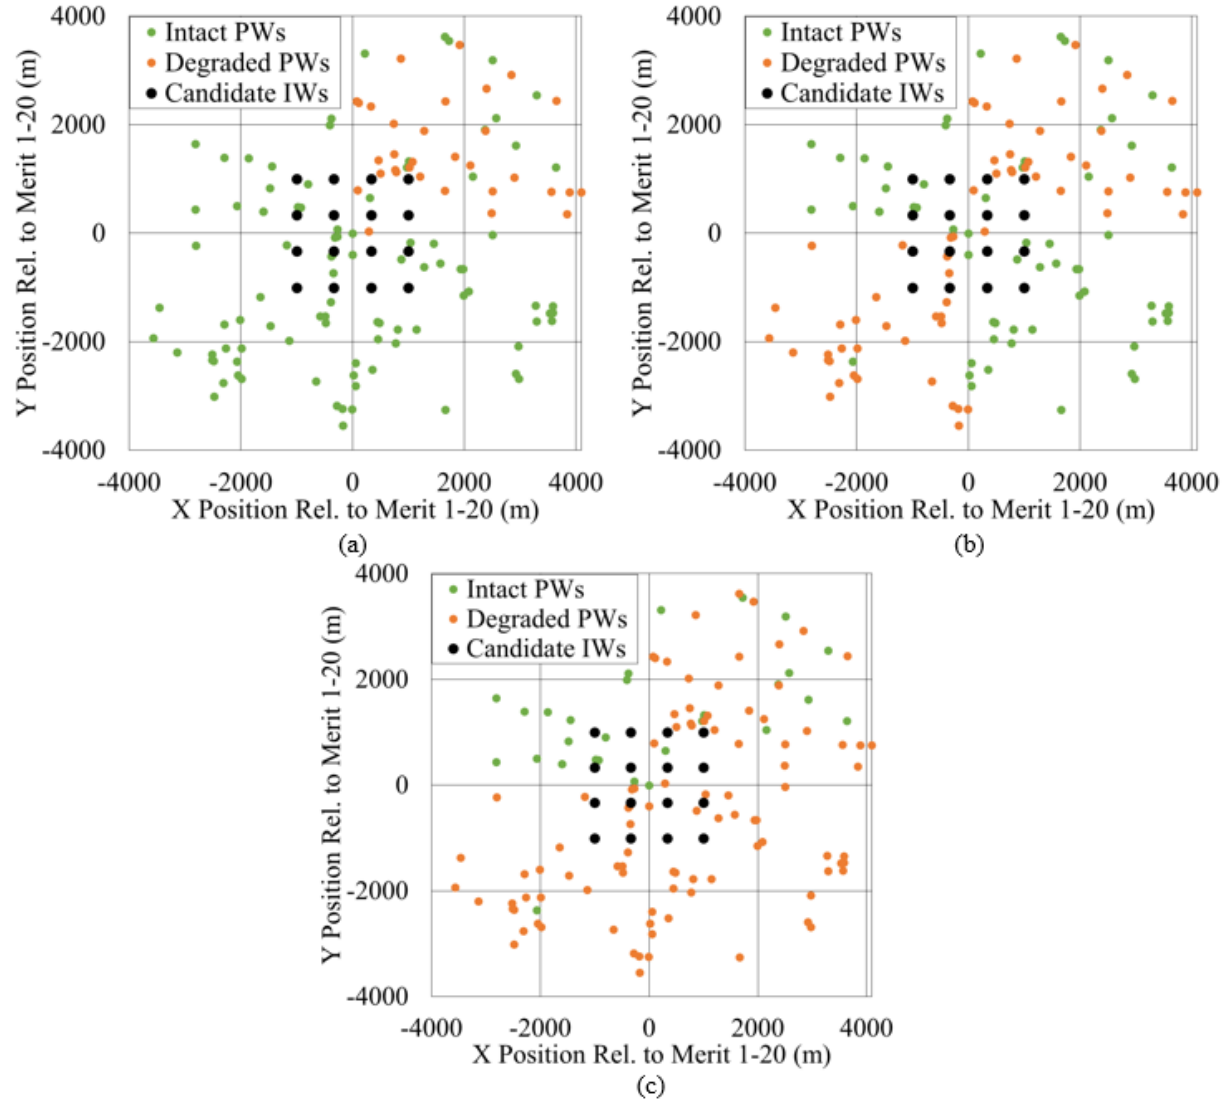 4000
Intact PWs
Degraded PWs
Candidate IWs
2000
0
-2000
-4000
Y Position Rel. to Merit 1-20 (m)
-4000 -2000 0 2000 4000
X Position Rel. to Merit 1-20 (m)
(a)
4000
Intact PWs
Degraded PWs
Candidate IWs
2000
0
-2000
-4000
Y Position Rel. to Merit 1-20 (m)
-4000 -2000 0 2000 4000
X Position Rel. to Merit 1-20 (m)
(b)
4000
Intact PWs
Degraded PWs
Candidate IWs
2000
0
-2000
-4000
Y Position Rel. to Merit 1-20 (m)
-4000 -2000 0 2000 4000
X Position Rel. to Merit 1-20 (m)
(c)